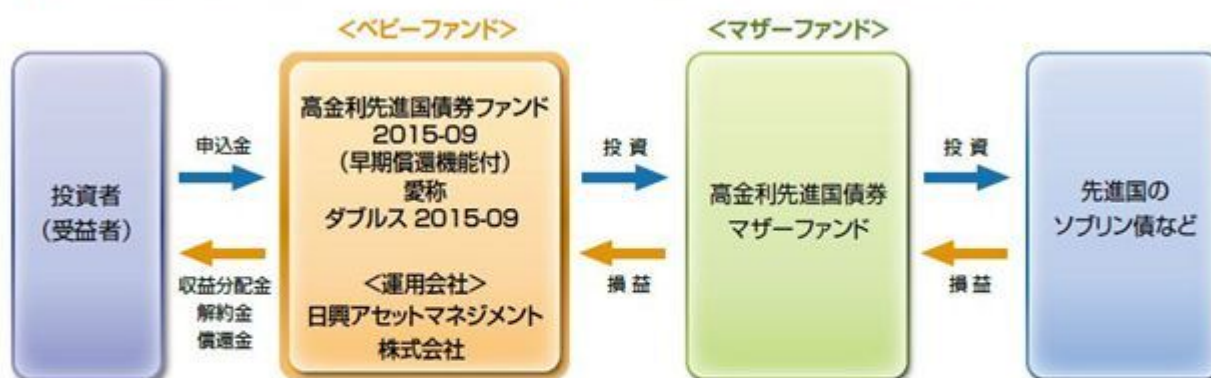 <ベビーファンド>
<マザーファンド>
投資者
(受益者)
申込金
収益分配金
解約金
償還金
高金利先進国債券ファンド
2015-09
(早期償還機能付)
愛称
ダブルス 2015-09
<運用会社>
日興アセットマネジメント
株式会社
投資
損益
高金利先進国債券
マザーファンド
投資
損益
先進国の
ソブリン債など